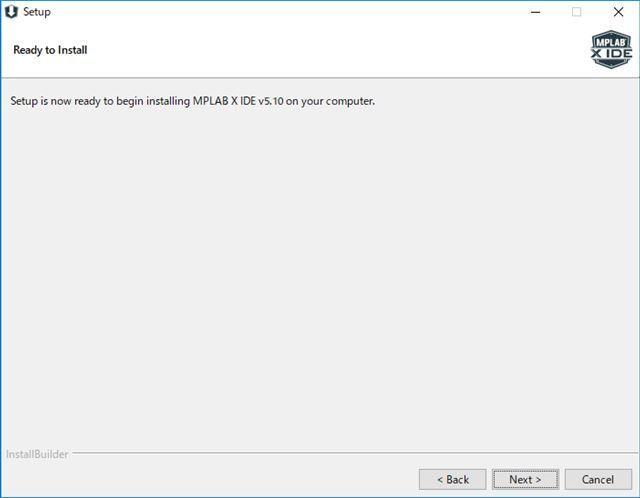 Setup
Ready to Install
MPLAB
X IDE
Setup is now ready to begin installing MPLAB X IDE v5.10 on your computer.
InstallBuilder
< Back
Next >
Cancel